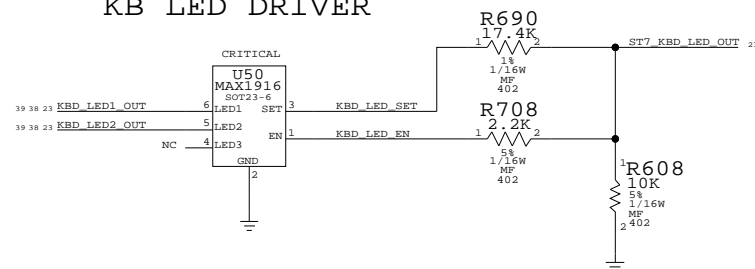 KB LED DRIVER
CRITICAL
U50
MAX1916
SOT23-6
39 38 23 KBD_LED1_OUT 6 LED1 SET 3 KBD_LED_SET
39 38 23 KBD_LED2_OUT 5 LED2 EN 1 KBD_LED_EN
NC 4 LED3
GND
2
R690
17.4K
1 2
1%
1/16W
MF
402
ST7_KBD_LED_OUT
R708
2.2K
1 2
5%
1/16W
MF
402
1 R608
10K
5%
1/16W
MF
2 402